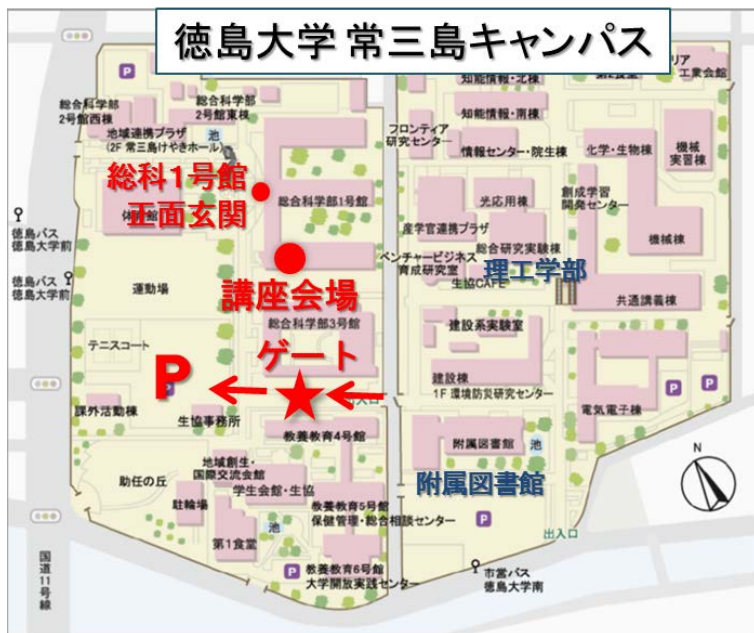 徳島大学 常三島キャンパス
P
総合科学部
2号館西棟
総合科学部
2号館東棟
地域連携プラザ
(2F 常三島けやきホール)
池
総科1号館
正面玄関
体育館
総合科学部1号館
講座会場
徳島バス
徳島大学前
徳島バス
徳島大学前
運動場
総合科学部3号館
テニスコート
ゲート
P
出入口
課外活動棟
生協事務所
教養教育4号館
助任の丘
地域創生・
国際交流会館
学生会館・生協
駐輪場
池
第1食堂
教養教育5号館
保健管理・総合相談センター
P
教養教育6号館
大学開放実践センター
国道11号線
知能情報・北棟
知能情報・南棟
工業会館
フロンティア
研究センター
情報センター・院生棟
化学・生物棟
機械
実習棟
光応用棟
創成学習
開発センター
産学官連携プラザ
総合研究実験棟
機械棟
ベンチャービジネス
育成研究室
理工学部
生協CAFE
共通講義棟
建設系実験室
建設棟
1F 環境防災研究センター
P
P
電気電子棟
附属図書館
池
附属図書館
P
出入口
市営バス
徳島大学南
N